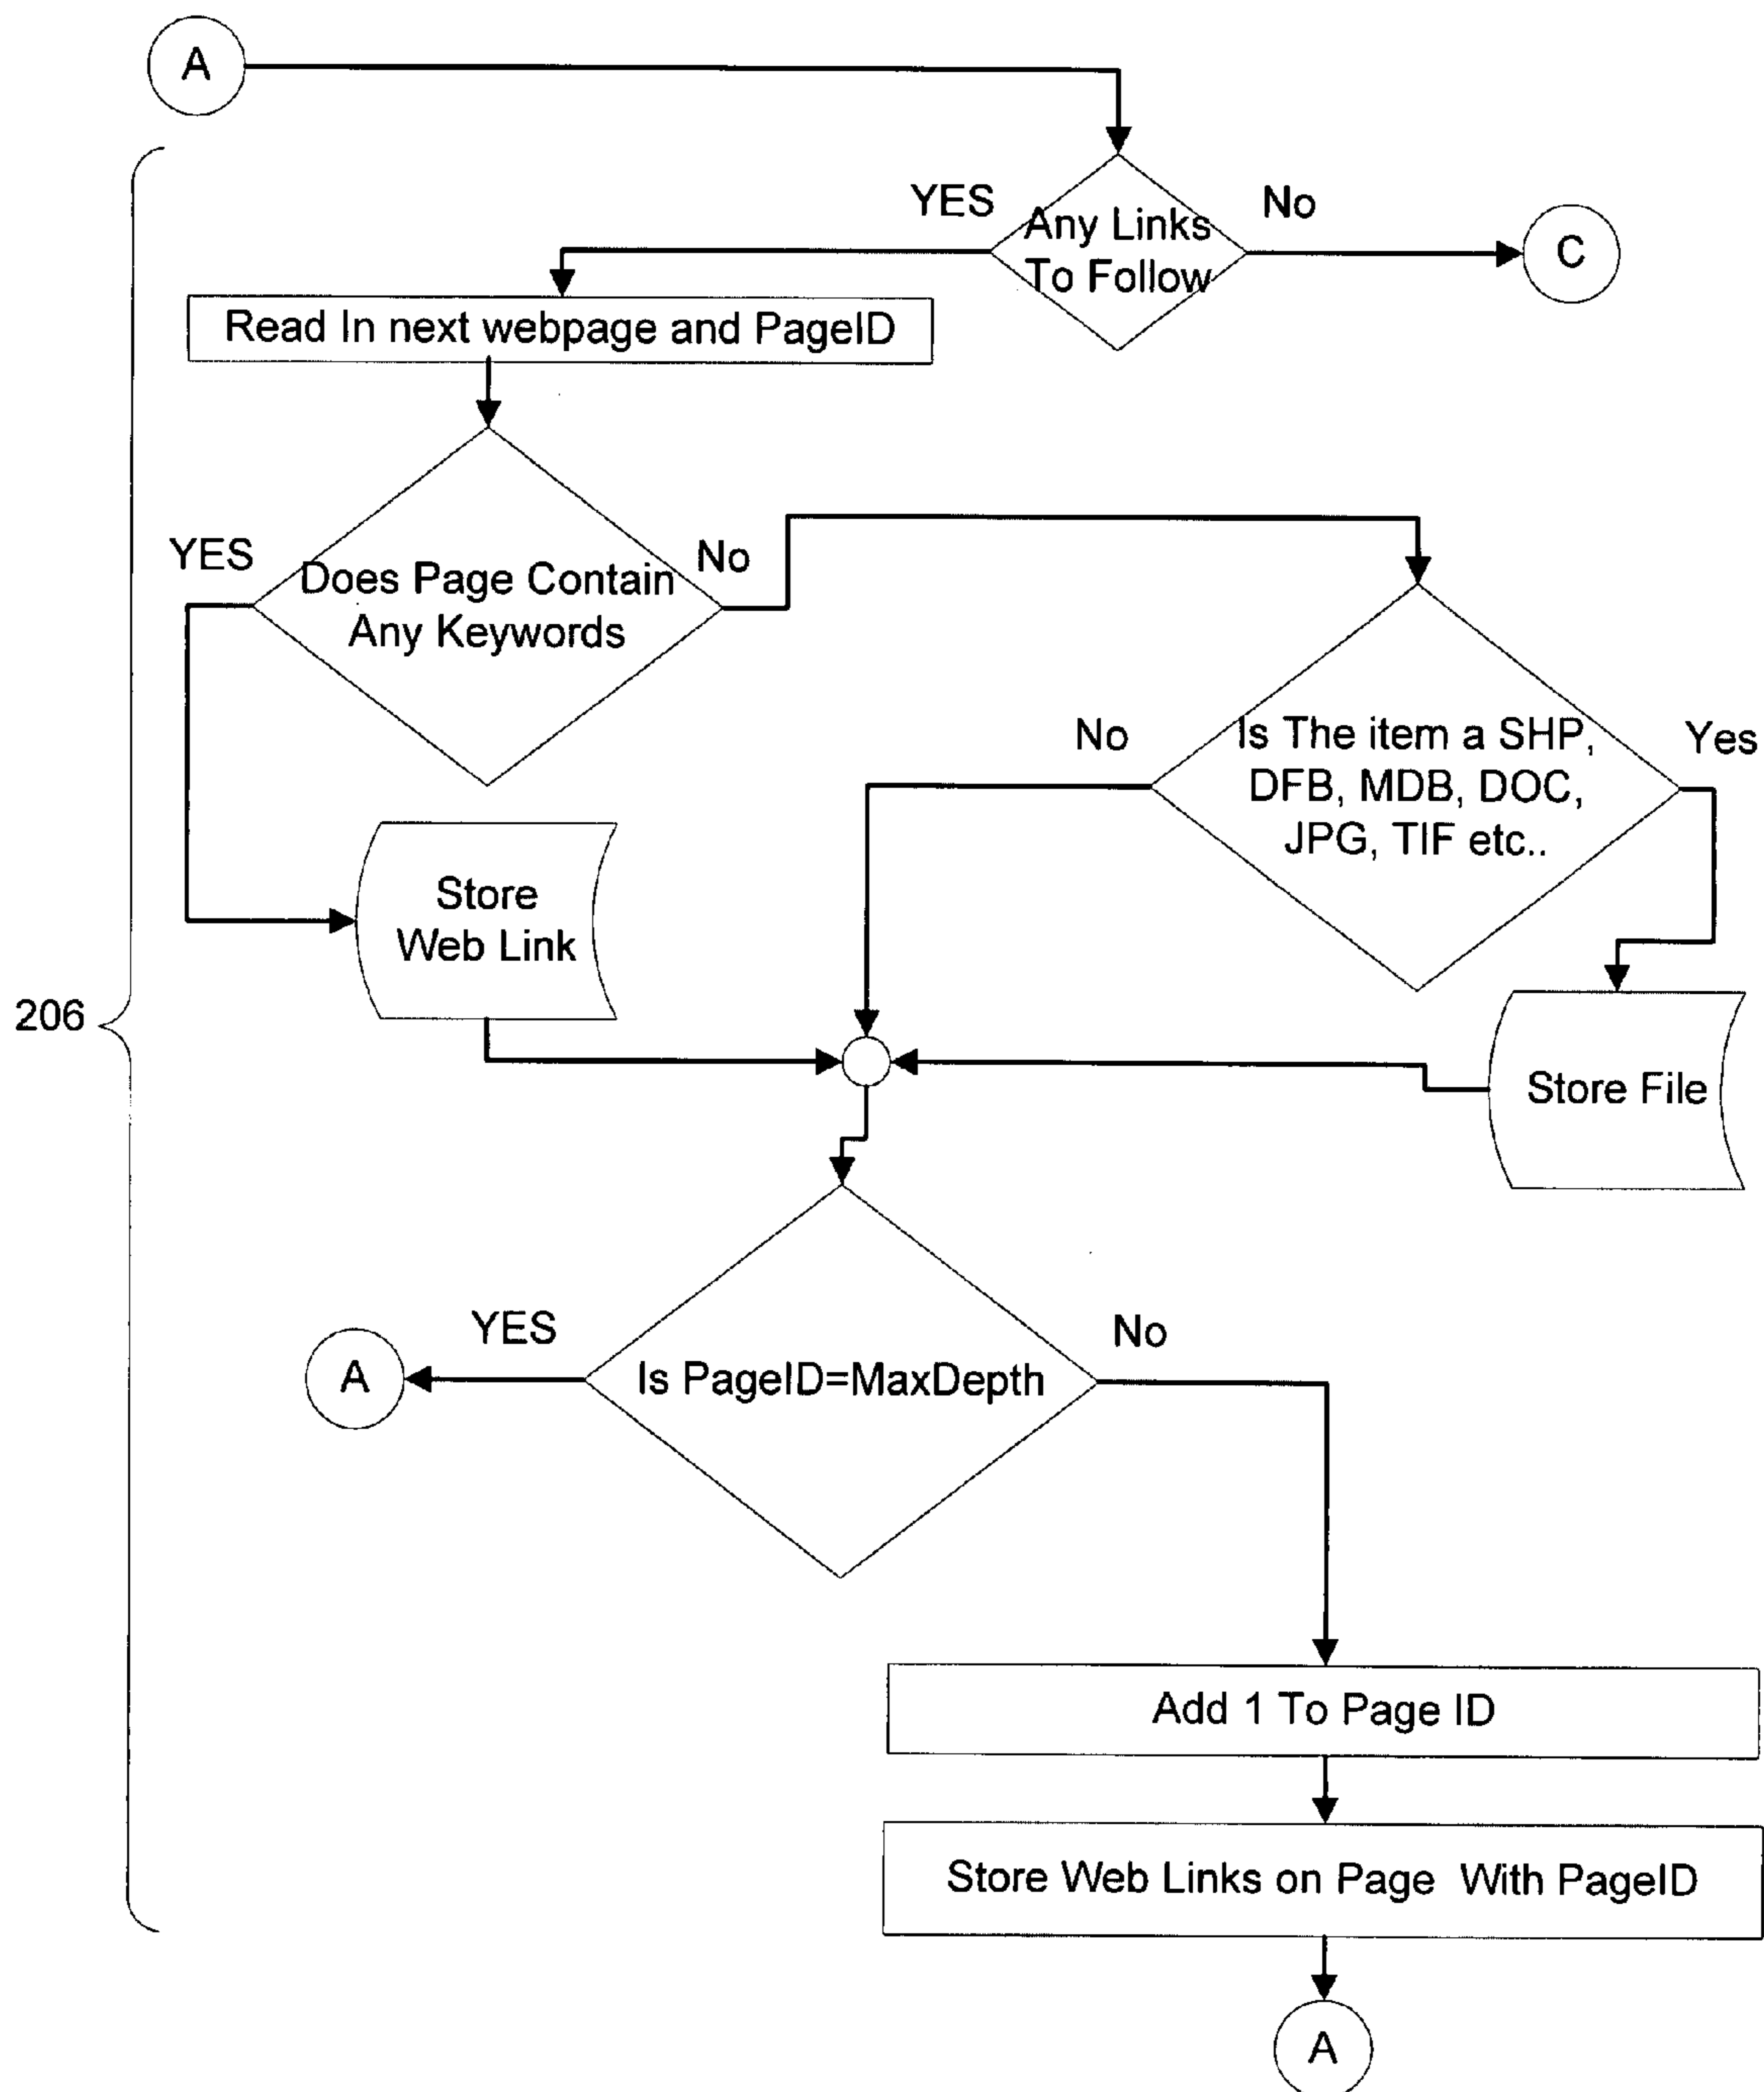 A
YES
Any Links
To Follow
No
C
Read In next webpage and PageID
YES
Does Page Contain
Any Keywords
No
No
Is The item a SHP,
DFB, MDB, DOC,
JPG, TIF etc..
Yes
Store
Web Link
206
Store File
A
YES
Is PageID=MaxDepth
No
Add 1 To Page ID
Store Web Links on Page With PageID
A